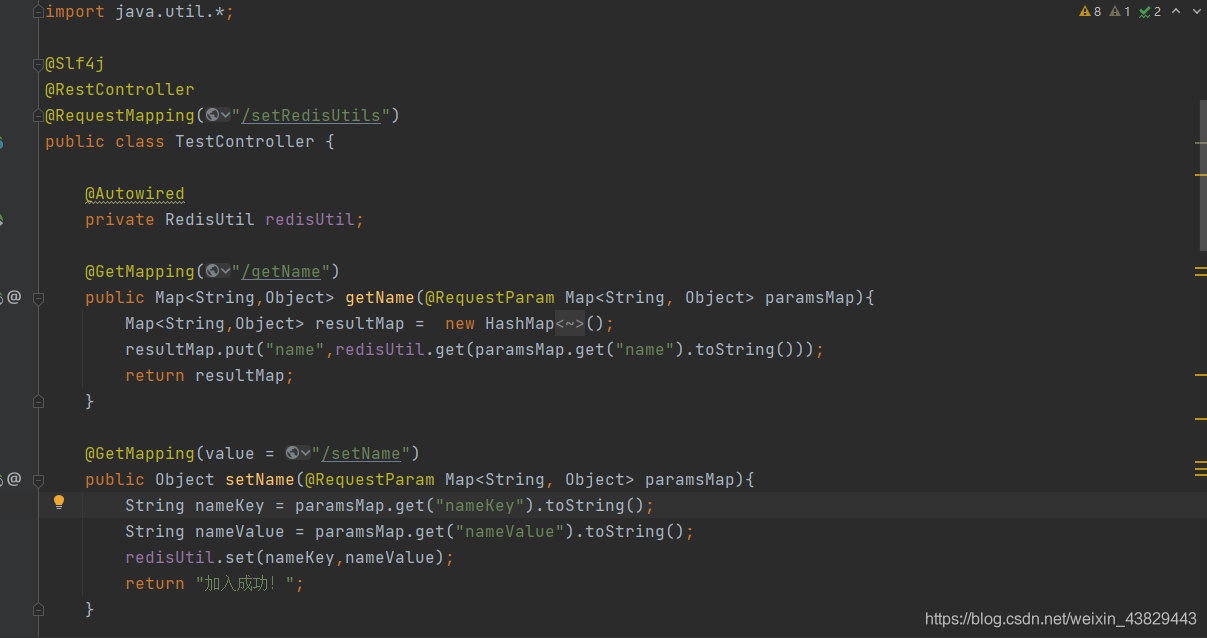 import java.util.*;
8 1 2
@Slf4j
@RestController
@RequestMapping("/setRedisUtils")
public class TestController {
@Autowired
private RedisUtil redisUtil;
@GetMapping("/getName")
public Map<String,Object> getName(@RequestParam Map<String, Object> paramsMap){
Map<String,Object> resultMap =  new HashMap<~>();
resultMap.put("name",redisUtil.get(paramsMap.get("name").toString()));
return resultMap;
}
@GetMapping(value = "/setName")
public Object setName(@RequestParam Map<String, Object> paramsMap){
String nameKey = paramsMap.get("nameKey").toString();
String nameValue = paramsMap.get("nameValue").toString();
redisUtil.set(nameKey,nameValue);
return "加入成功！";
}
https://blog.csdn.net/weixin_43829443